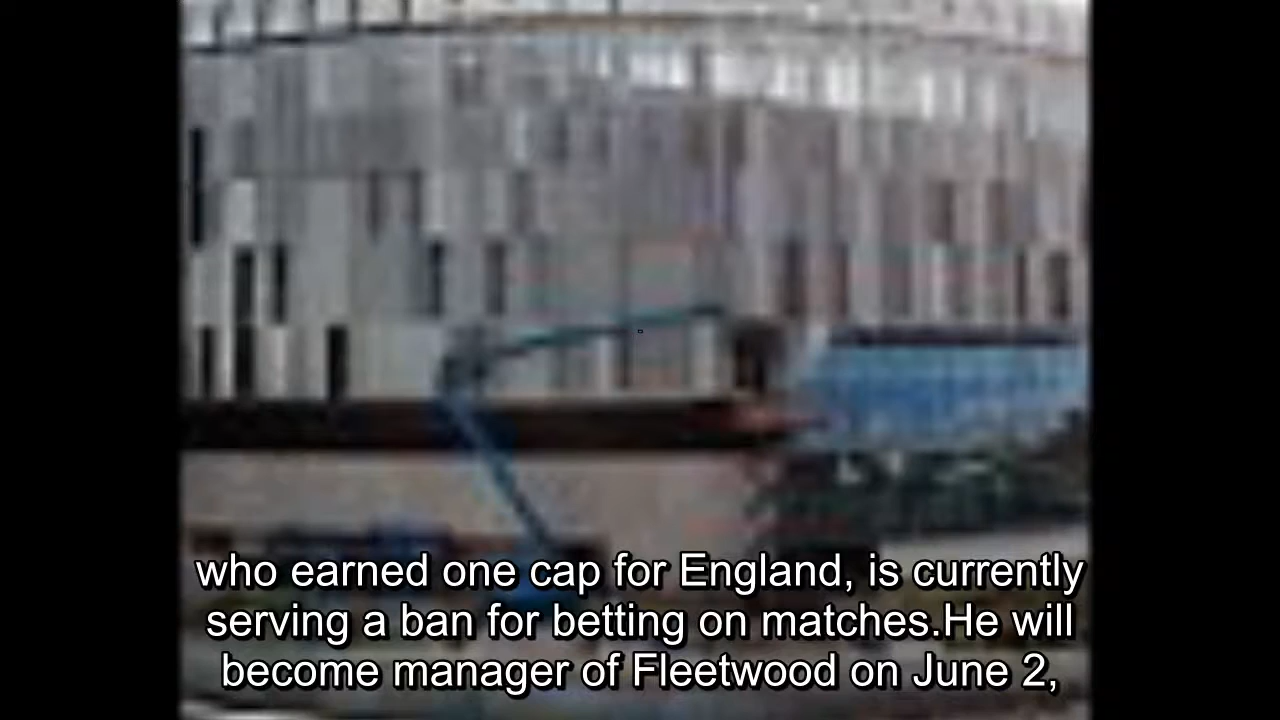 who earned one cap for England, is currently
serving a ban for betting on matches.He will
become manager of Fleetwood on June 2,